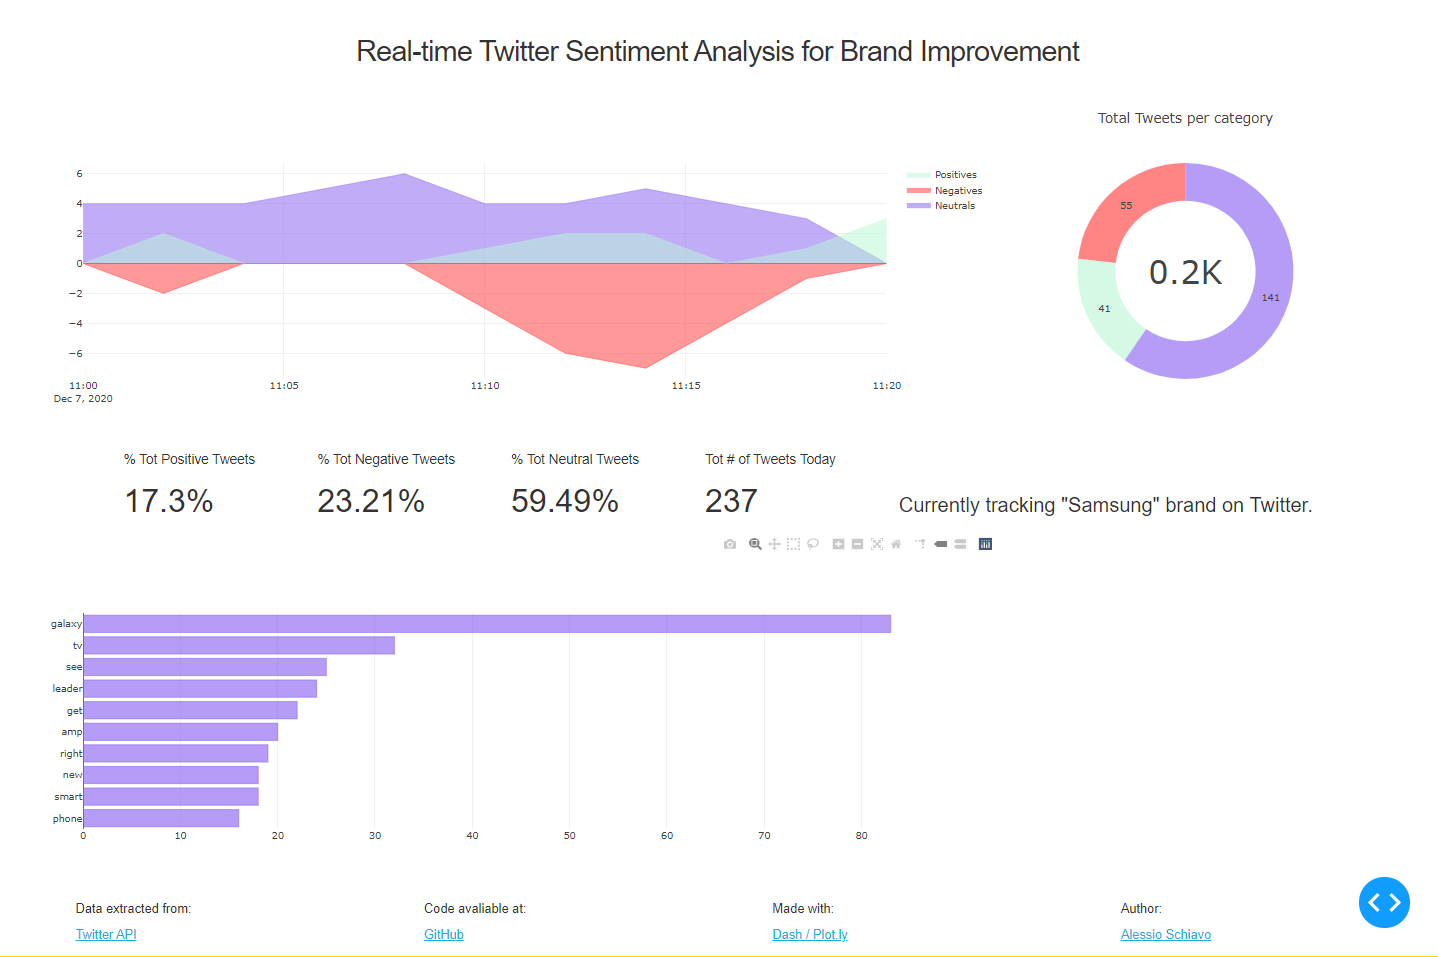 Real-time Twitter Sentiment Analysis for Brand Improvement
Total Tweets per category
6
4
2
0
−2
−4
−6
11:00
Dec 7, 2020
11:05
11:10
11:15
11:20
Positives
Negatives
Neutrals
55
41
141
0.2K
% Tot Positive Tweets
17.3%
% Tot Negative Tweets
23.21%
% Tot Neutral Tweets
59.49%
Tot # of Tweets Today
237
Currently tracking "Samsung" brand on Twitter.
galaxy
tv
see
leader
get
amp
right
new
smart
phone
0 10 20 30 40 50 60 70 80
Data extracted from:
Twitter API
Code avaliable at:
GitHub
Made with:
Dash / Plot.ly
Author:
Alessio Schiavo